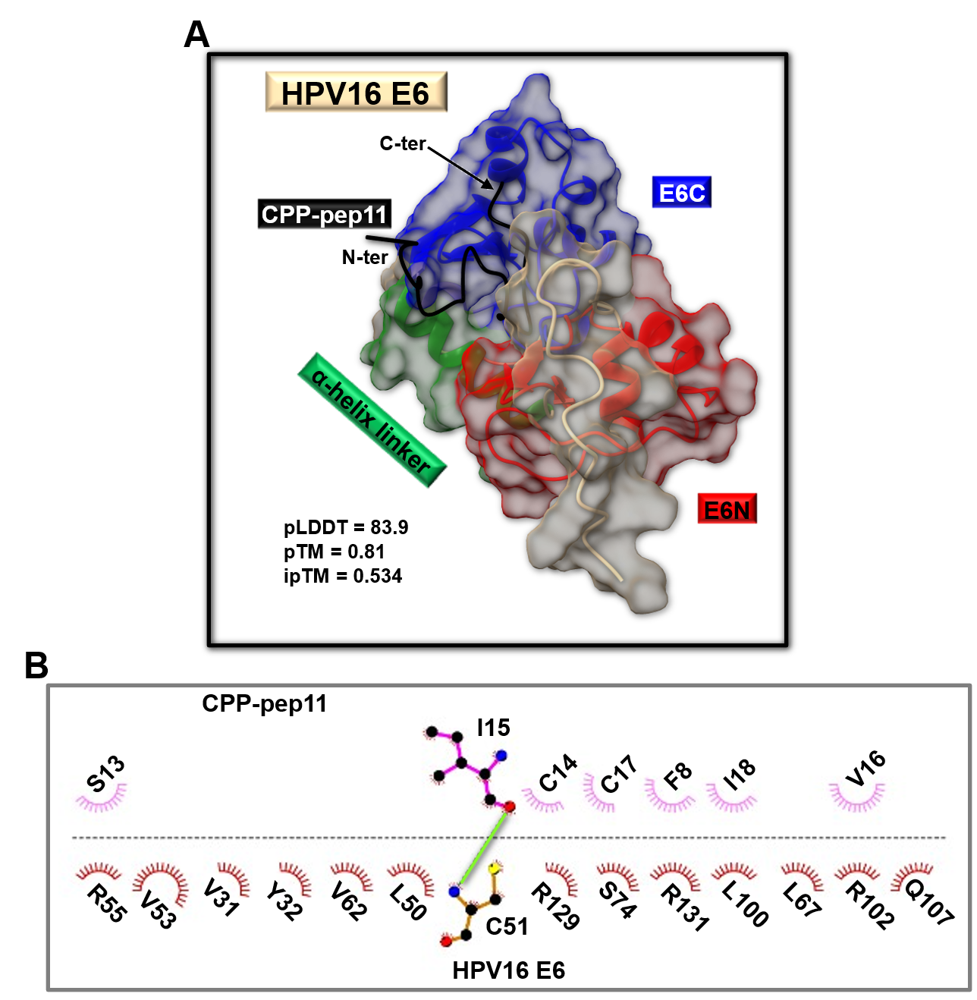 A
HPV16 E6
C-ter
E6C
CPP-pep11
N-ter
α-helix linker
E6N
pLDDT = 83.9
pTM = 0.81
ipTM = 0.534
B
CPP-pep11
I15
S13
C14
C17
F8
I18
V16
R55
V53
V31
Y32
V62
L50
C51
R129
S74
R131
L100
L67
R102
Q107
HPV16 E6